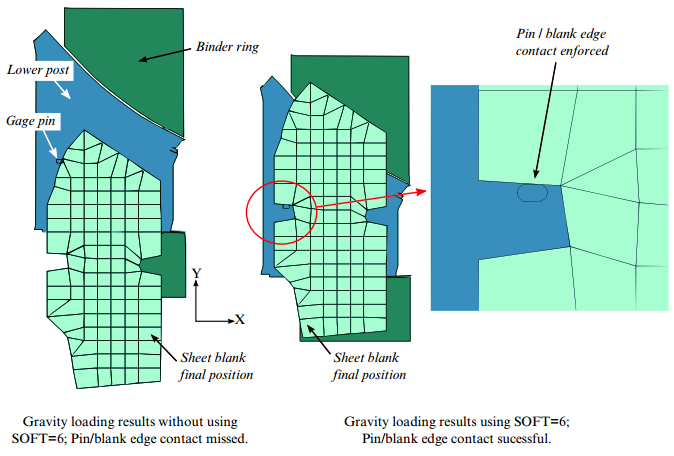 Pin / blank edge
contact enforced
Binder ring
Lower post
Gage pin
Y
X
Sheet blank
final position
Sheet blank
final position
Gravity loading results without using
SOFT=6; Pin/blank edge contact missed.
Gravity loading results using SOFT=6;
Pin/blank edge contact sucessful.